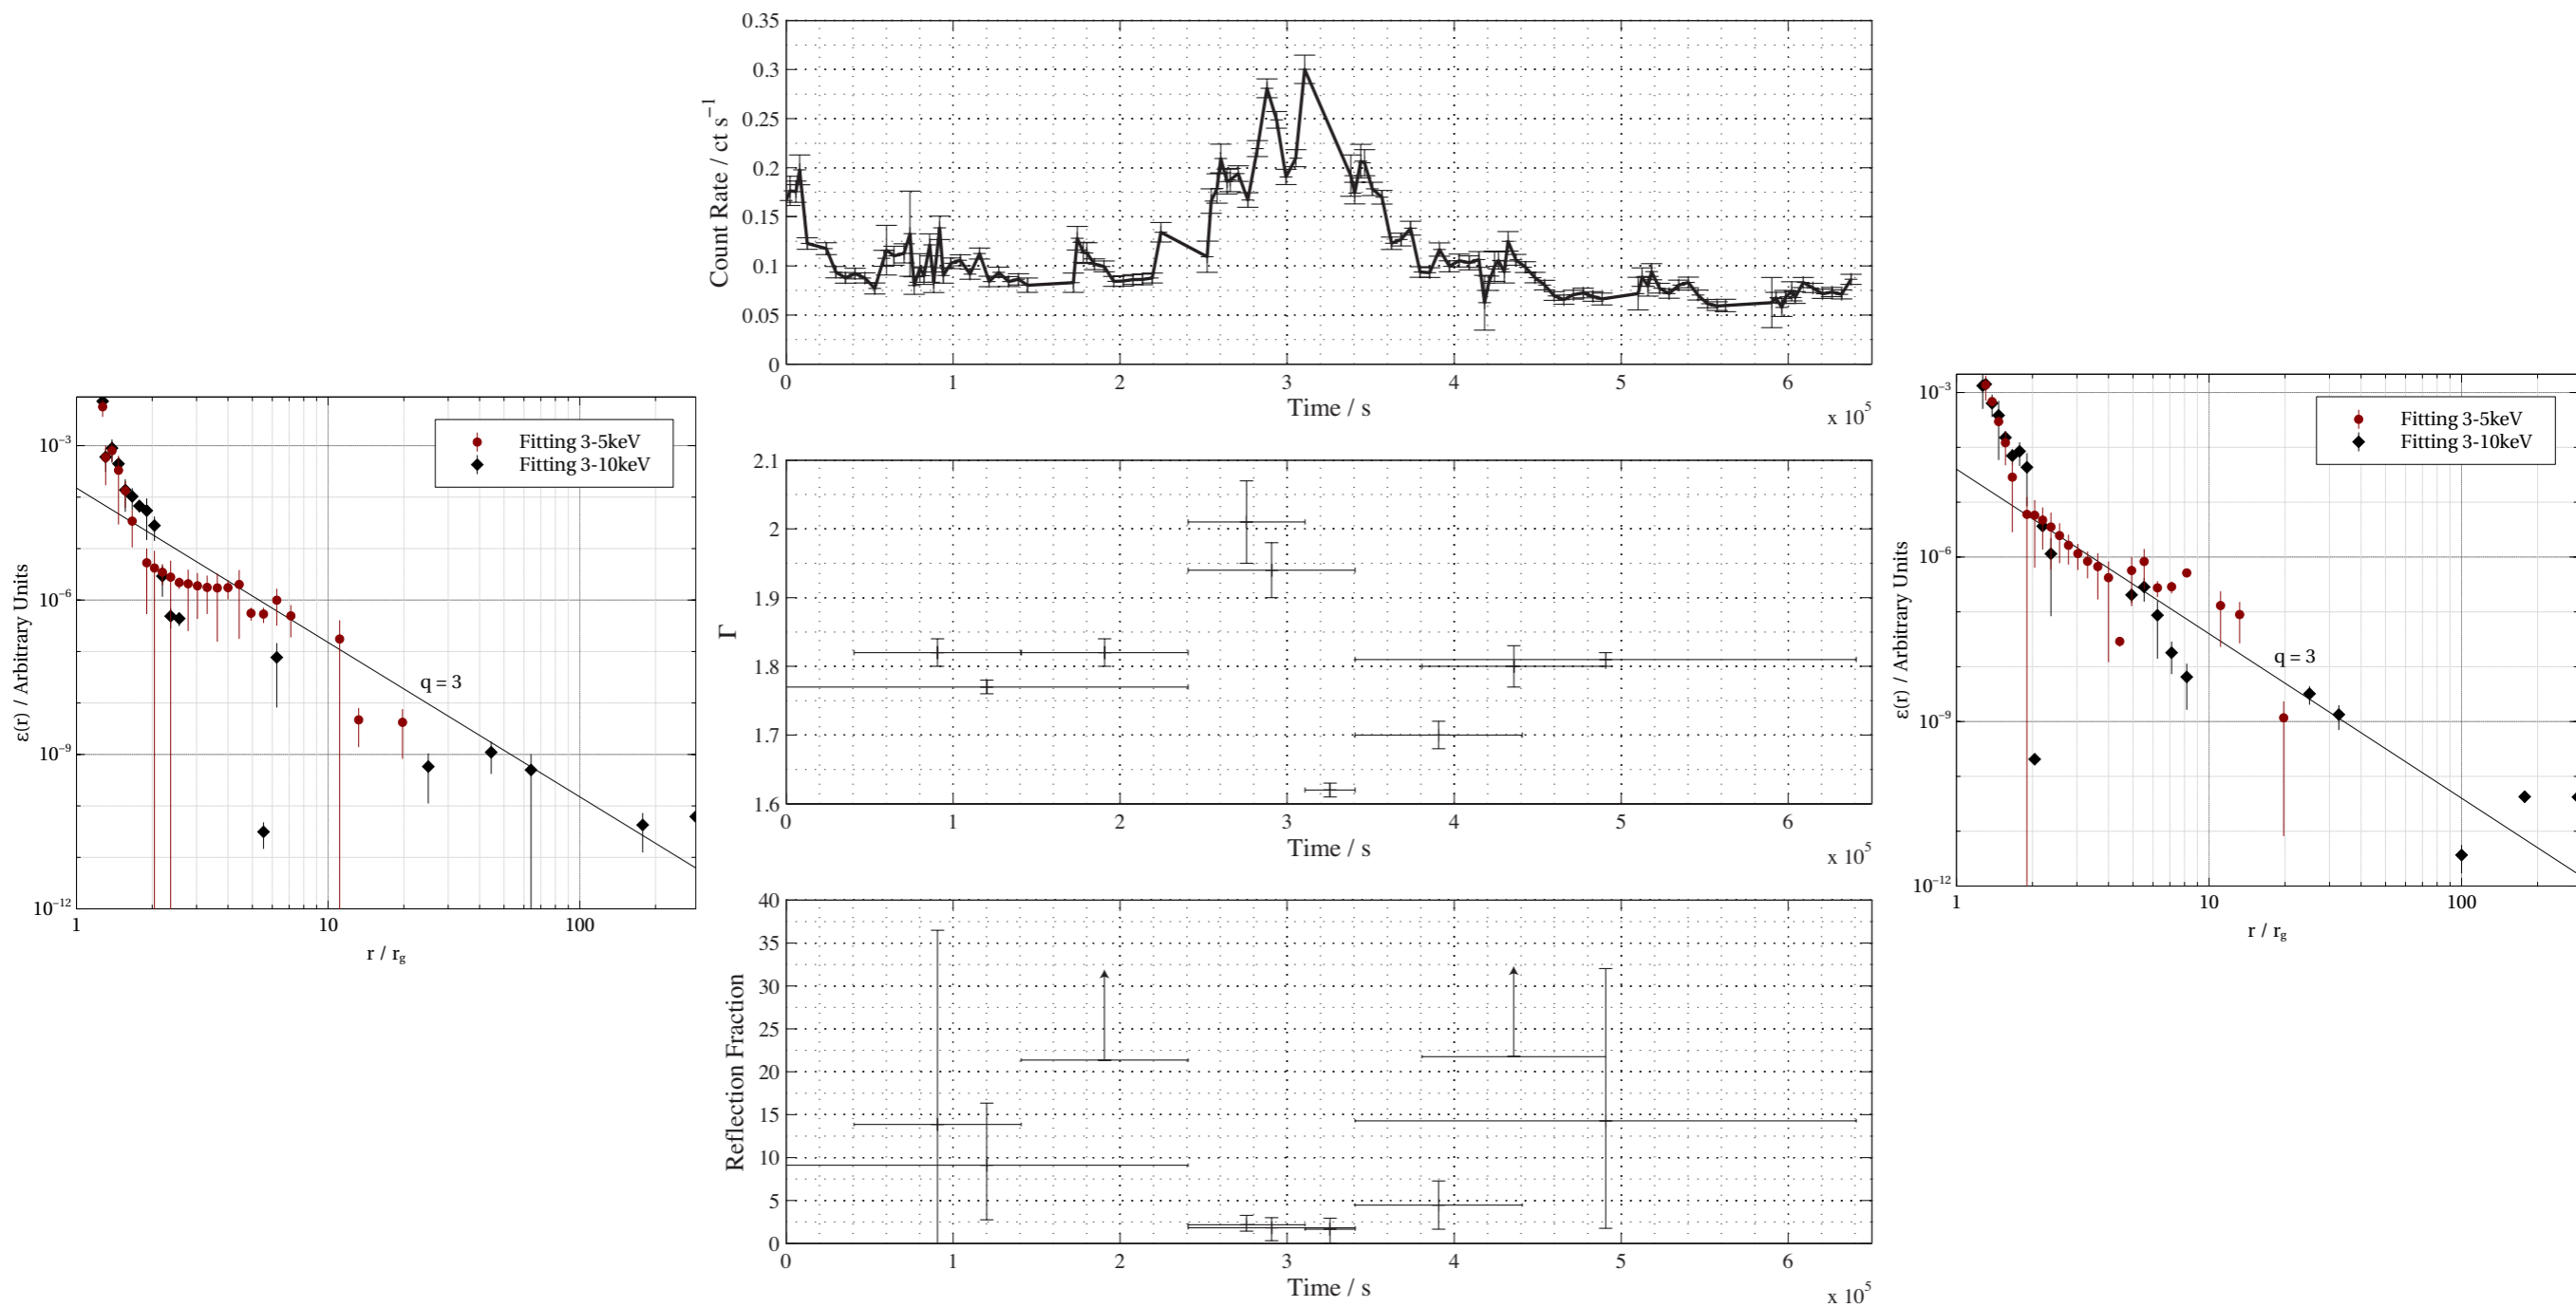 10⁻³
10⁻⁶
10⁻⁹
10⁻¹²
ε(r) / Arbitrary Units
Fitting 3-5keV
Fitting 3-10keV
q = 3
1 10 100
r / r_g
0.35
0.3
0.25
0.2
0.15
0.1
0.05
0
Count Rate / ct s⁻¹
0 1 2 3 4 5 6
Time / s
x 10⁵
2.1
2
1.9
1.8
1.7
1.6
Γ
0 1 2 3 4 5 6
Time / s
x 10⁵
40
35
30
25
20
15
10
5
0
Reflection Fraction
0 1 2 3 4 5 6
Time / s
x 10⁵
10⁻³
10⁻⁶
10⁻⁹
10⁻¹²
ε(r) / Arbitrary Units
Fitting 3-5keV
Fitting 3-10keV
q = 3
1 10 100
r / r_g